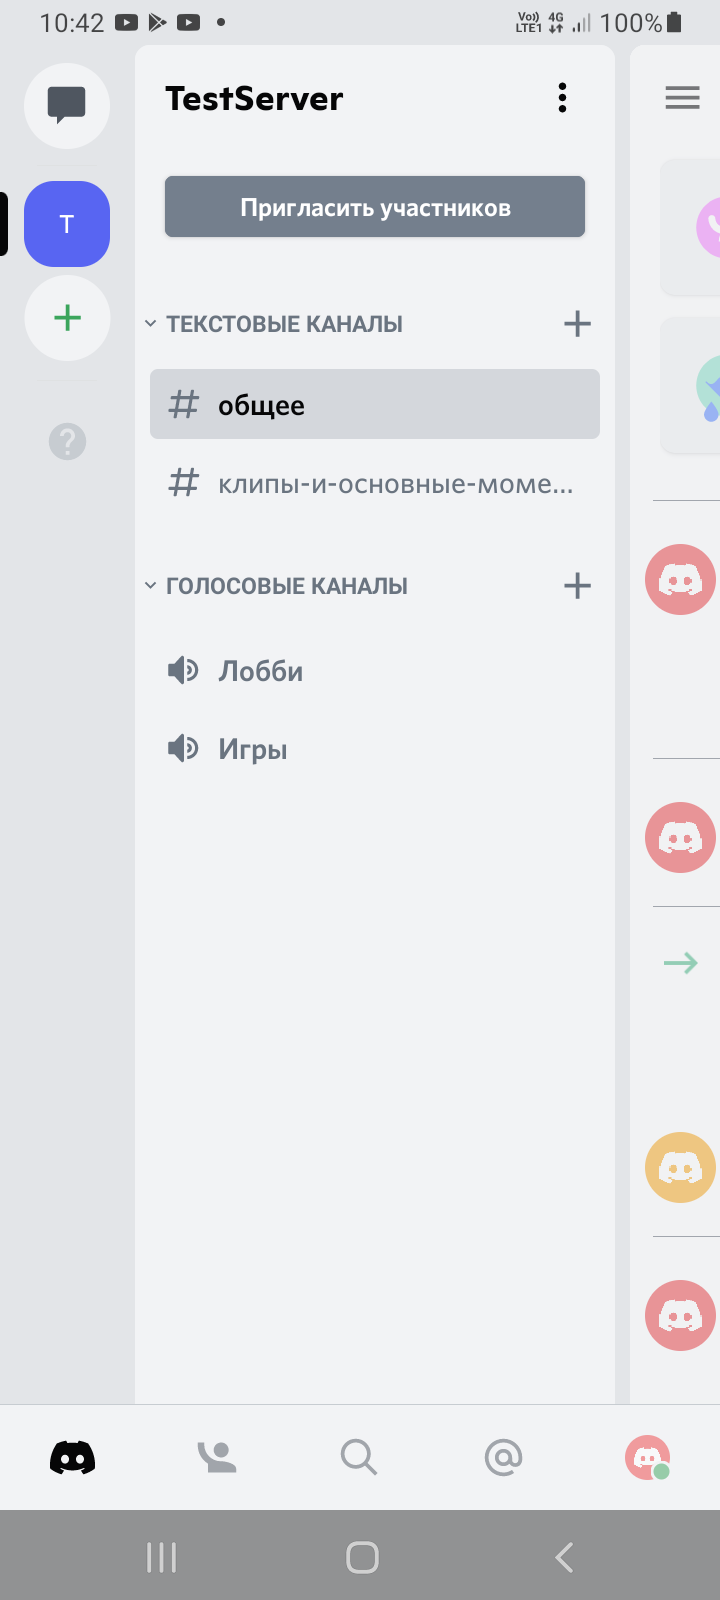 10:42
Vo)) 4G
LTE1
100%
TestServer
Пригласить участников
Т
ТЕКСТОВЫЕ КАНАЛЫ
# общее
# клипы-и-основные-моме...
ГОЛОСОВЫЕ КАНАЛЫ
Лобби
Игры